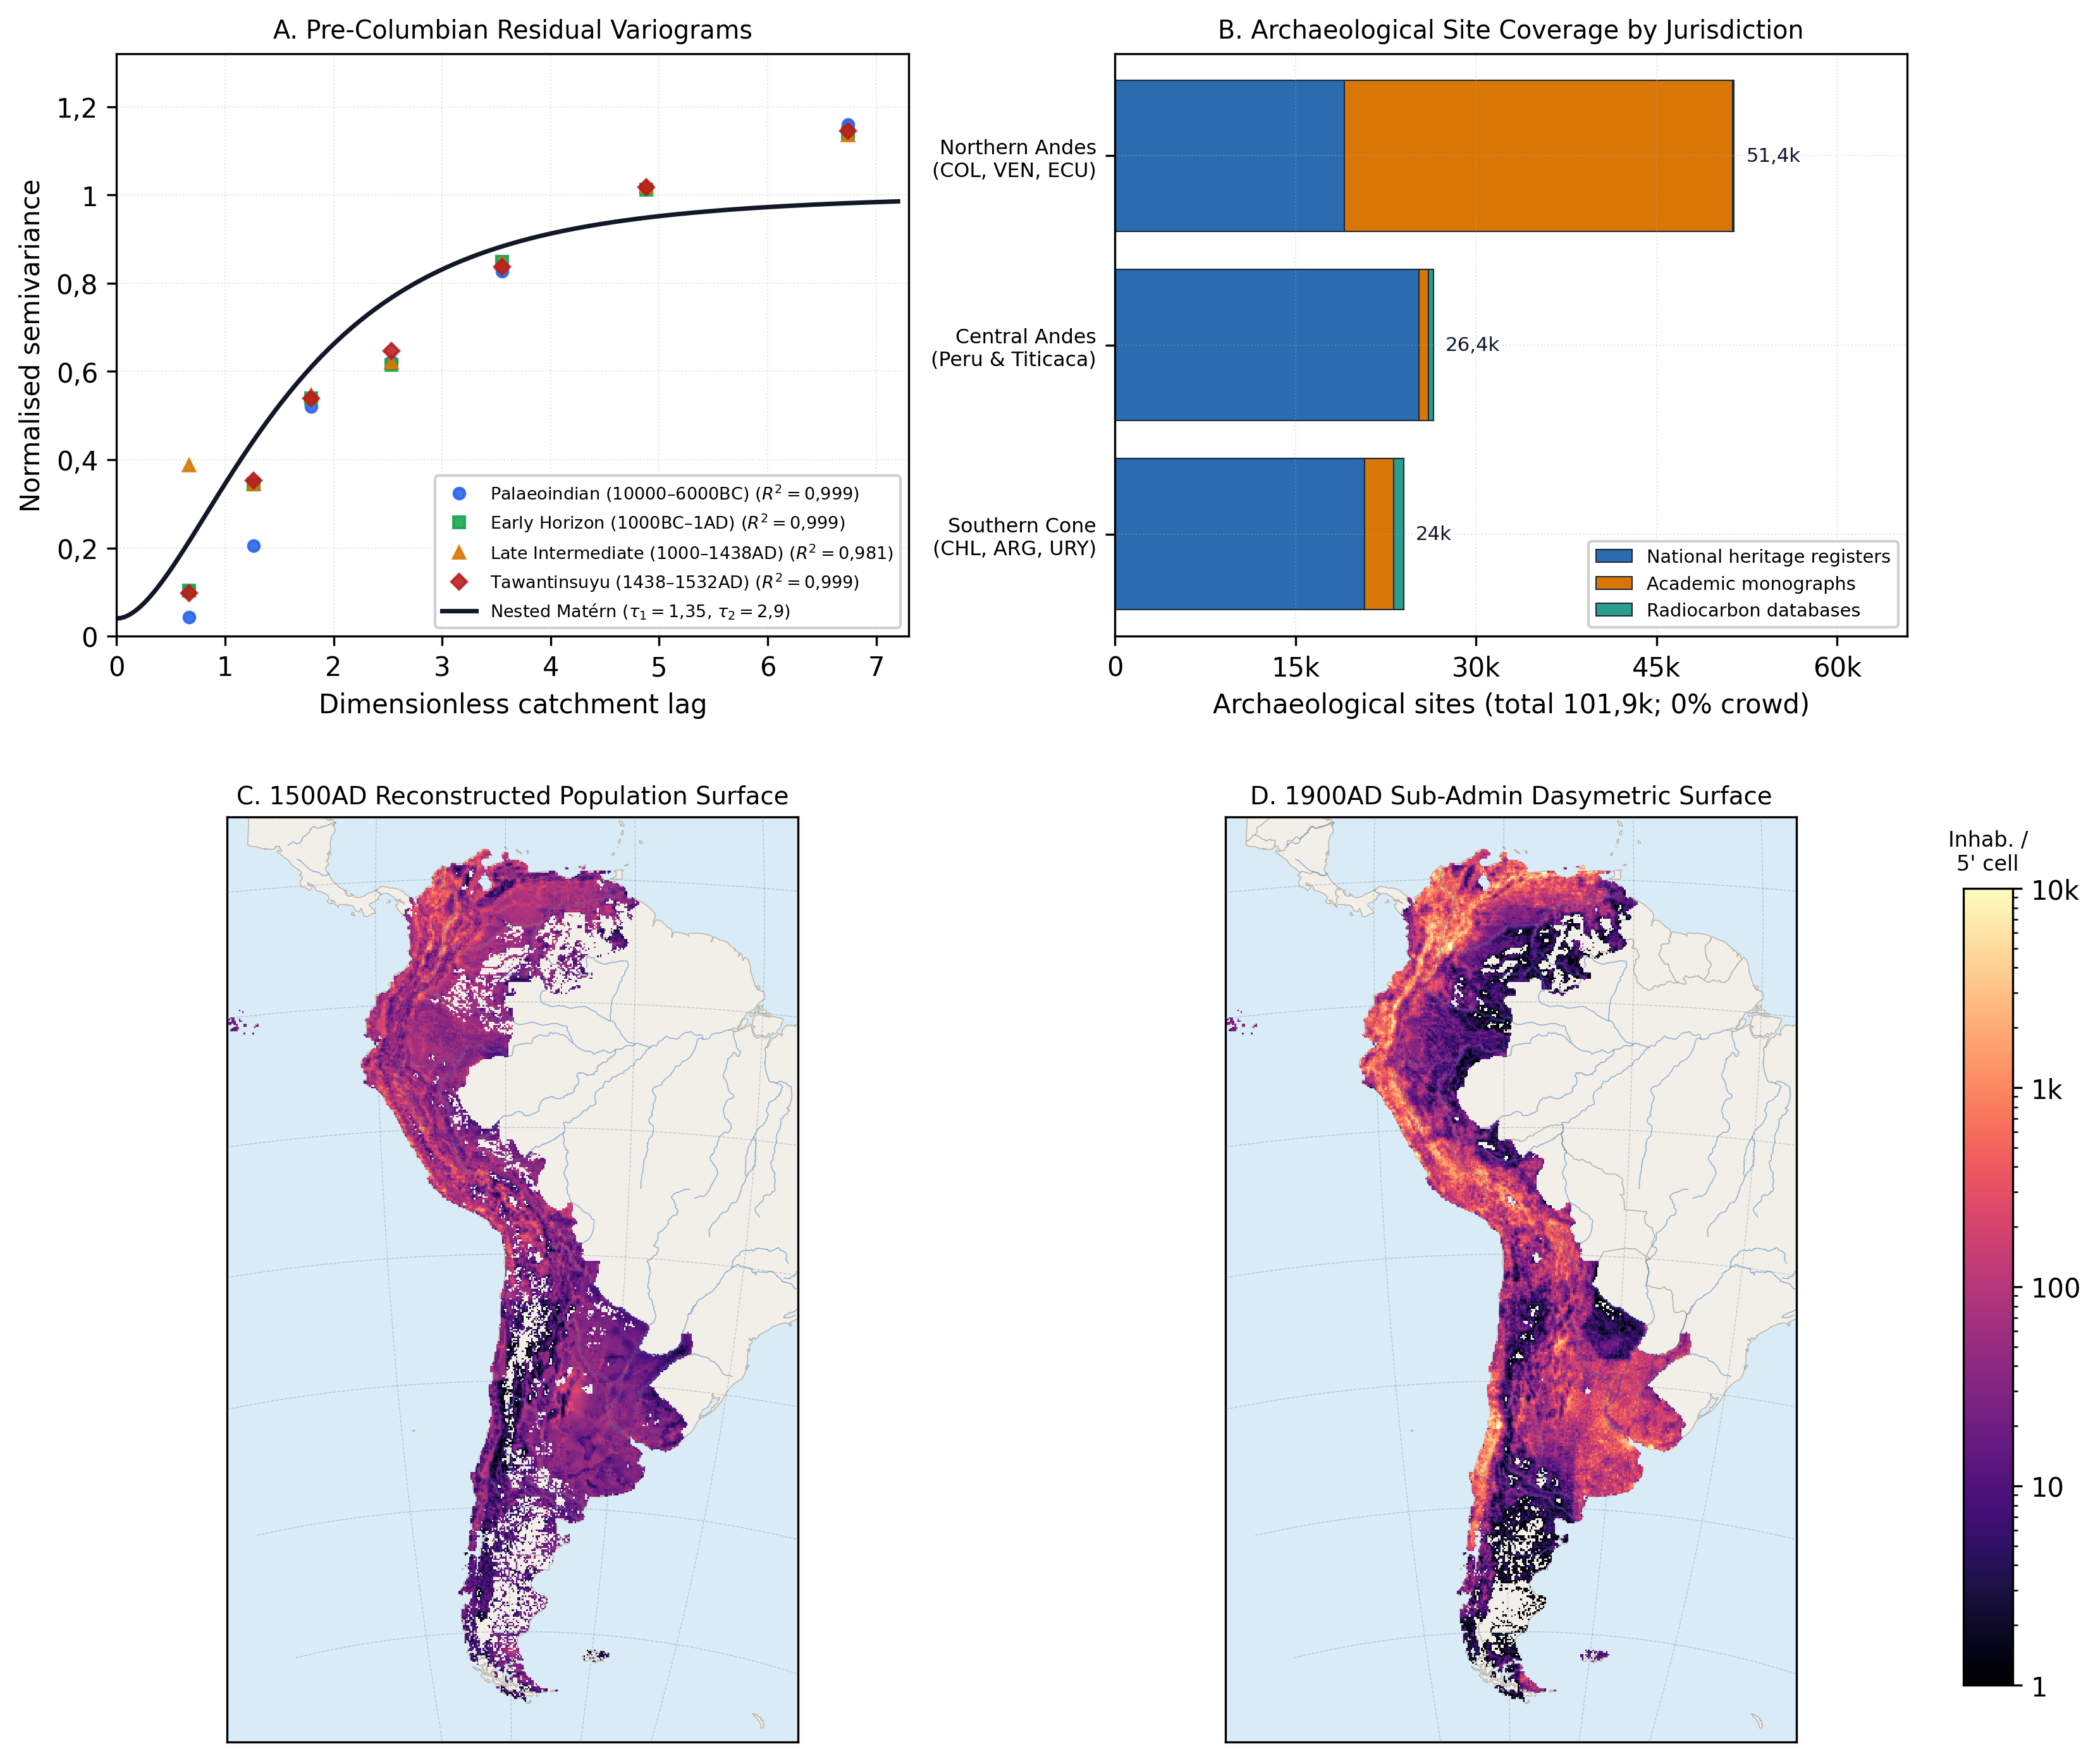 A. Pre-Columbian Residual Variograms
Normalised semivariance
1,2
1
0,8
0,6
0,4
0,2
0
0 1 2 3 4 5 6 7
Dimensionless catchment lag
Palaeoindian (10000–6000BC) (R² = 0,999)
Early Horizon (1000BC–1AD) (R² = 0,999)
Late Intermediate (1000–1438AD) (R² = 0,981)
Tawantinsuyu (1438–1532AD) (R² = 0,999)
Nested Matérn (τ₁ = 1,35, τ₂ = 2,9)
B. Archaeological Site Coverage by Jurisdiction
Northern Andes
(COL, VEN, ECU)
51,4k
Central Andes
(Peru & Titicaca)
26,4k
Southern Cone
(CHL, ARG, URY)
24k
National heritage registers
Academic monographs
Radiocarbon databases
0 15k 30k 45k 60k
Archaeological sites (total 101,9k; 0% crowd)
C. 1500AD Reconstructed Population Surface
D. 1900AD Sub-Admin Dasymetric Surface
Inhab. /
5' cell
10k
1k
100
10
1